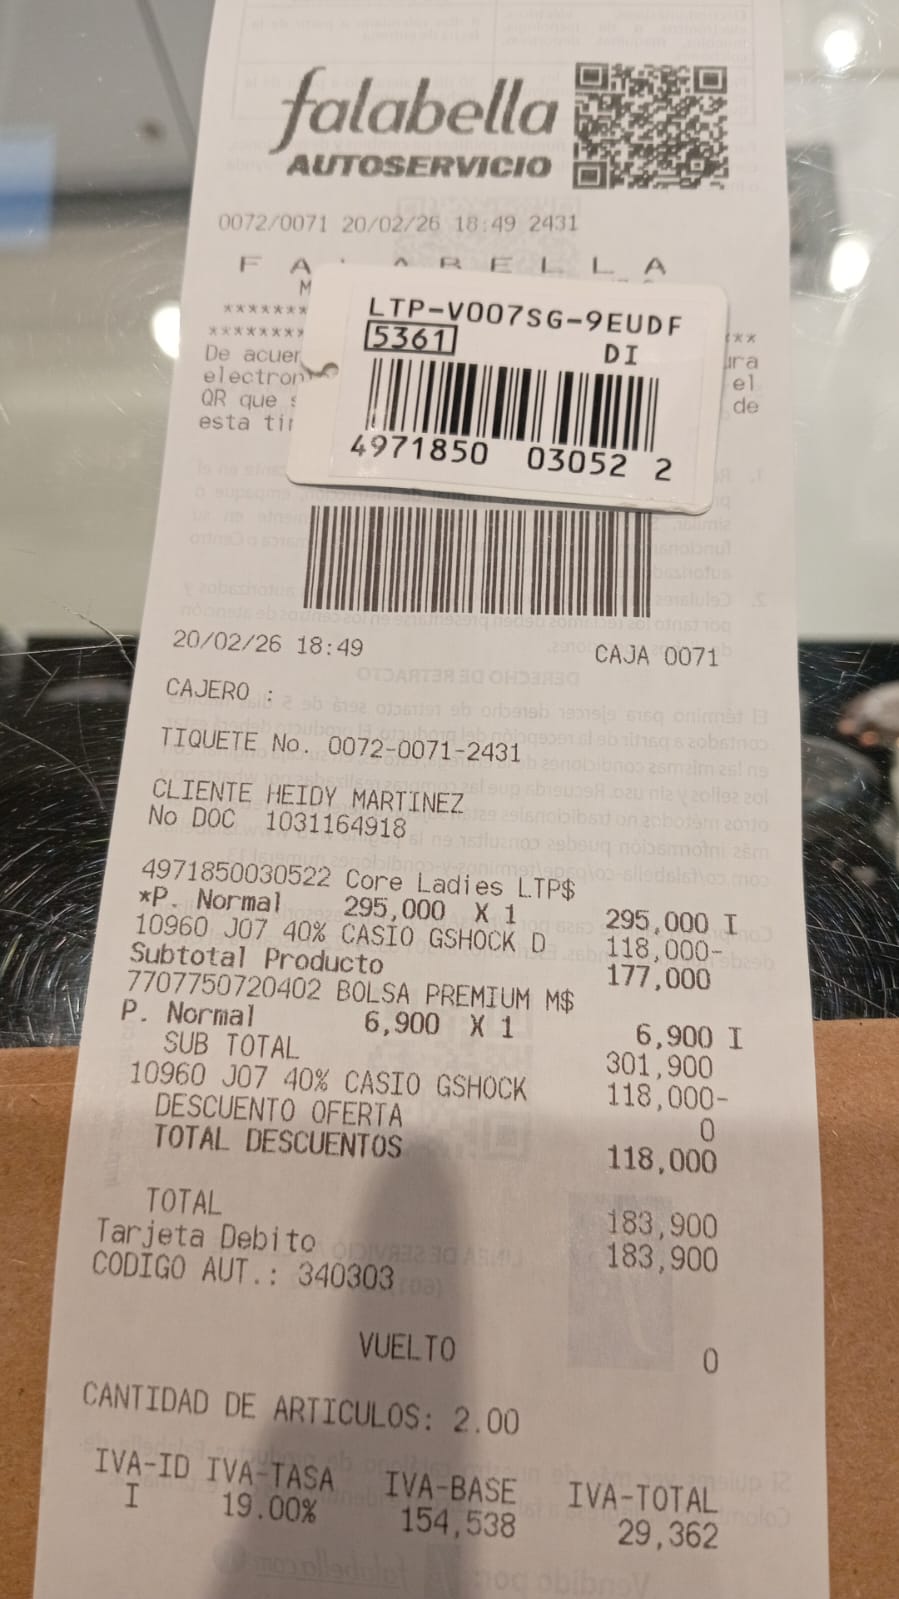 falabella
AUTOSERVICIO
0072/0071 20/02/26 18:49 2431
FALABELLA
LTP-V007SG-9EUDF
5361
DI
4971850 03052 2
De acuer ura
electron el
QR que s de
esta tir
20/02/26 18:49 CAJA 0071
CAJERO :
TIQUETE No. 0072-0071-2431
CLIENTE HEIDY MARTINEZ
No DOC 1031164918
4971850030522 Core Ladies LTP$
*P. Normal 295,000 X 1 295,000 I
10960 J07 40% CASIO GSHOCK D 118,000-
Subtotal Producto 177,000
7707750720402 BOLSA PREMIUM M$
P. Normal 6,900 X 1 6,900 I
SUB TOTAL 301,900
10960 J07 40% CASIO GSHOCK 118,000-
DESCUENTO OFERTA 0
TOTAL DESCUENTOS 118,000
TOTAL 183,900
Tarjeta Debito 183,900
CODIGO AUT.: 340303
VUELTO 0
CANTIDAD DE ARTICULOS: 2.00
IVA-ID IVA-TASA IVA-BASE IVA-TOTAL
I 19.00% 154,538 29,362